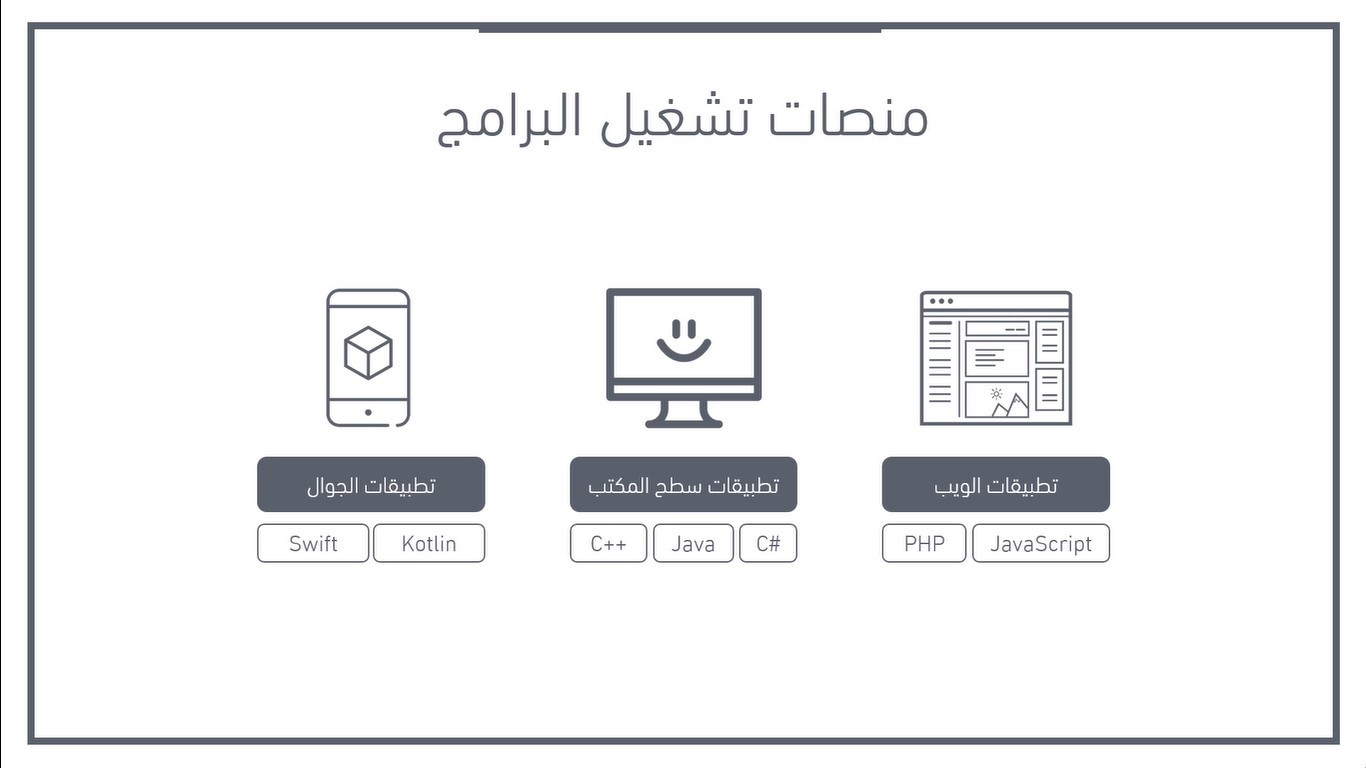 منصات تشغيل البرامج
تطبيقات الويب
JavaScript
PHP
تطبيقات سطح المكتب
C#
Java
C++
تطبيقات الجوال
Kotlin
Swift